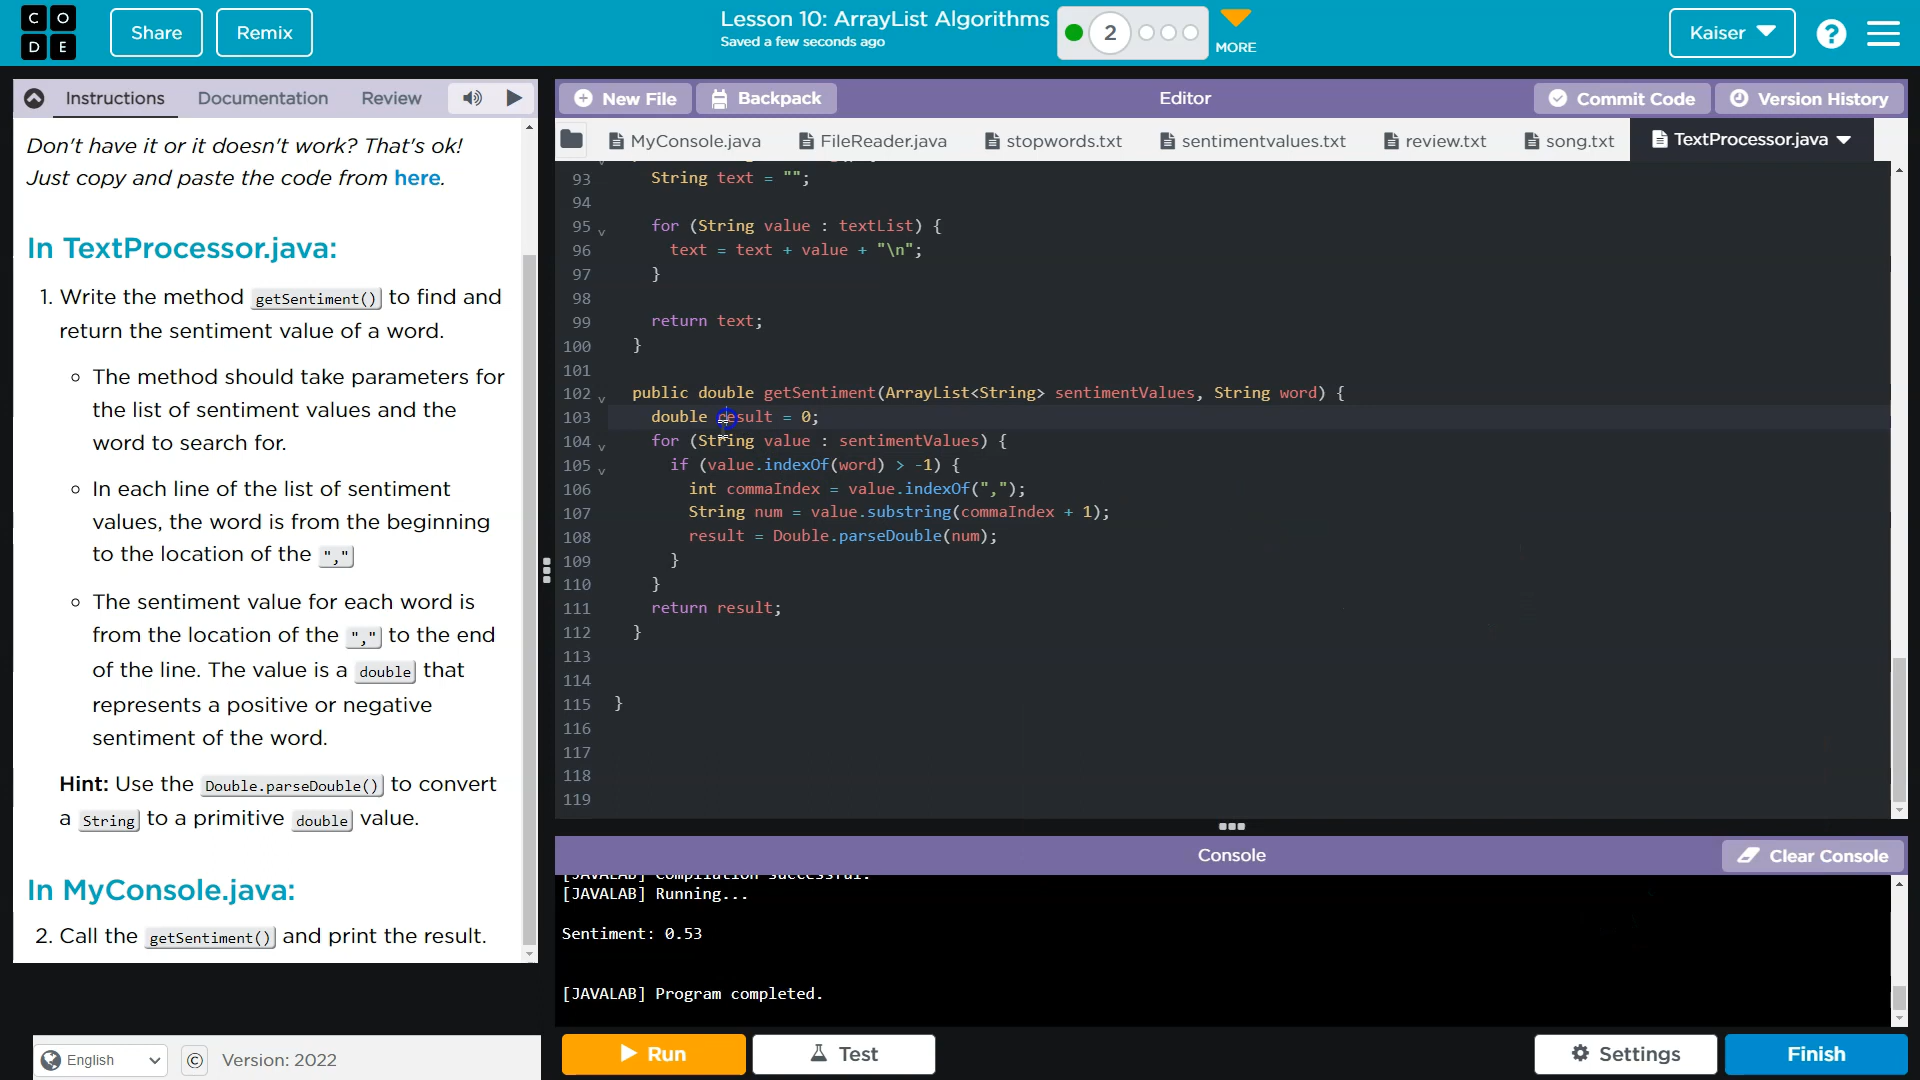 C O D E
Share
Remix
Lesson 10: ArrayList Algorithms
Saved a few seconds ago
2
MORE
Kaiser
?
Instructions
Documentation
Review
Don't have it or it doesn't work? That's ok!
Just copy and paste the code from here.
In TextProcessor.java:
1. Write the method getSentiment() to find and
return the sentiment value of a word.
The method should take parameters for
the list of sentiment values and the
word to search for.
In each line of the list of sentiment
values, the word is from the beginning
to the location of the ","
The sentiment value for each word is
from the location of the "," to the end
of the line. The value is a double that
represents a positive or negative
sentiment of the word.
Hint: Use the Double.parseDouble() to convert
a String to a primitive double value.
In MyConsole.java:
2. Call the getSentiment() and print the result.
English
© Version: 2022
New File
Backpack
Editor
Commit Code
Version History
MyConsole.java
FileReader.java
stopwords.txt
sentimentvalues.txt
review.txt
song.txt
TextProcessor.java
93 String text = "";
94
95 for (String value : textList) {
96 text = text + value + "\n";
97 }
98
99 return text;
100 }
101
102 public double getSentiment(ArrayList<String> sentimentValues, String word) {
103 double result = 0;
104 for (String value : sentimentValues) {
105 if (value.indexOf(word) > -1) {
106 int commaIndex = value.indexOf(",");
107 String num = value.substring(commaIndex + 1);
108 result = Double.parseDouble(num);
109 }
110 }
111 return result;
112 }
113
114
115 }
116
117
118
119
Console
Clear Console
[JAVALAB] Compilation successful.
[JAVALAB] Running...
Sentiment: 0.53
[JAVALAB] Program completed.
Run
Test
Settings
Finish